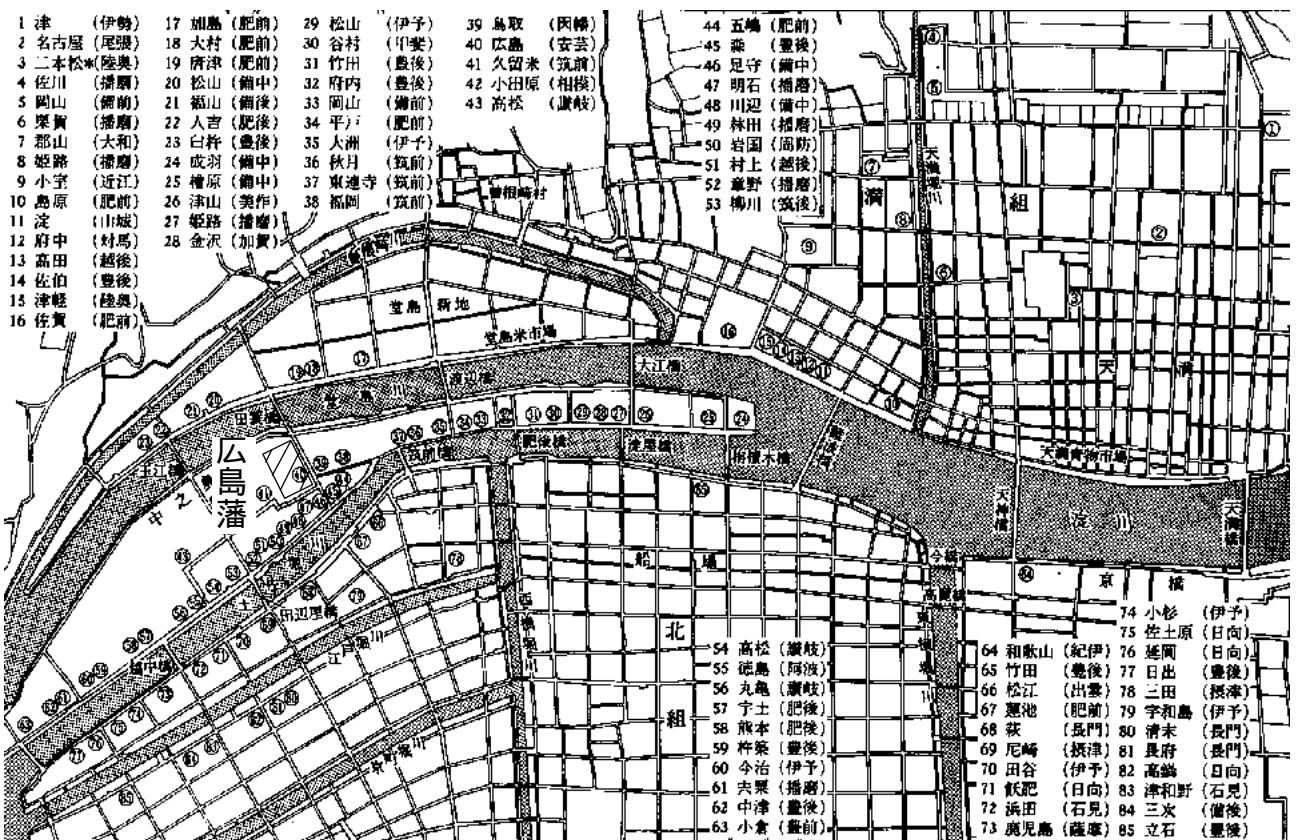 1 津 (伊勢)
2 名古屋 (尾張)
3 二本松*(陸奥)
4 佐川 (播磨)
5 岡山 (備前)
6 栗賀 (播磨)
7 郡山 (大和)
8 姫路 (播磨)
9 小室 (近江)
10 島原 (肥前)
11 淀 (山城)
12 府中 (対馬)
13 高田 (越後)
14 佐伯 (豊後)
15 津軽 (陸奥)
16 佐賀 (肥前)
17 加島 (肥前)
18 大村 (肥前)
19 唐津 (肥前)
20 松山 (備中)
21 福山 (備後)
22 人吉 (肥後)
23 臼杵 (豊後)
24 成羽 (備中)
25 檜原 (備中)
26 津山 (美作)
27 姫路 (播磨)
28 金沢 (加賀)
29 松山 (伊予)
30 谷村 (甲斐)
31 竹田 (豊後)
32 府内 (豊後)
33 岡山 (備前)
34 平戸 (肥前)
35 大洲 (伊予)
36 秋月 (筑前)
37 東連寺 (筑前)
38 福岡 (筑前)
39 鳥取 (因幡)
40 広島 (安芸)
41 久留米 (筑前)
42 小田原 (相模)
43 高松 (讃岐)
44 五嶋 (肥前)
45 森 (豊後)
46 足守 (備中)
47 明石 (播磨)
48 川辺 (備中)
49 林田 (播磨)
50 岩国 (周防)
51 村上 (越後)
52 竜野 (播磨)
53 柳川 (筑後)
曽根崎村
天満堀川
満
組
堂島 新地
堂島米市場
大江橋
渡辺橋
堂島川
田蓑橋
玉江橋
広島藩
中之島
筑前橋
肥後橋
淀屋橋
栴檀木橋
難波橋
天満
天満青物市場
天神橋
淀川
天満橋
今橋
高麗橋
京橋
東横堀川
船場
西横堀川
土佐堀川
田辺屋橋
江戸堀川
越中橋
京町堀川
北
組
54 高松 (讃岐)
55 徳島 (阿波)
56 丸亀 (讃岐)
57 宇土 (肥後)
58 熊本 (肥後)
59 杵築 (豊後)
60 今治 (伊予)
61 宍粟 (播磨)
62 中津 (豊後)
63 小倉 (豊前)
64 和歌山 (紀伊)
65 竹田 (豊後)
66 松江 (出雲)
67 蓮池 (肥前)
68 萩 (長門)
69 尼崎 (摂津)
70 田谷 (伊予)
71 飫肥 (日向)
72 浜田 (石見)
73 鹿児島 (薩摩)
74 小杉 (伊予)
75 佐土原 (日向)
76 延岡 (日向)
77 日出 (豊後)
78 三田 (摂津)
79 宇和島 (伊予)
80 清末 (長門)
81 長府 (長門)
82 高鍋 (日向)
83 津和野 (石見)
84 三次 (備後)
85 立石 (豊後)